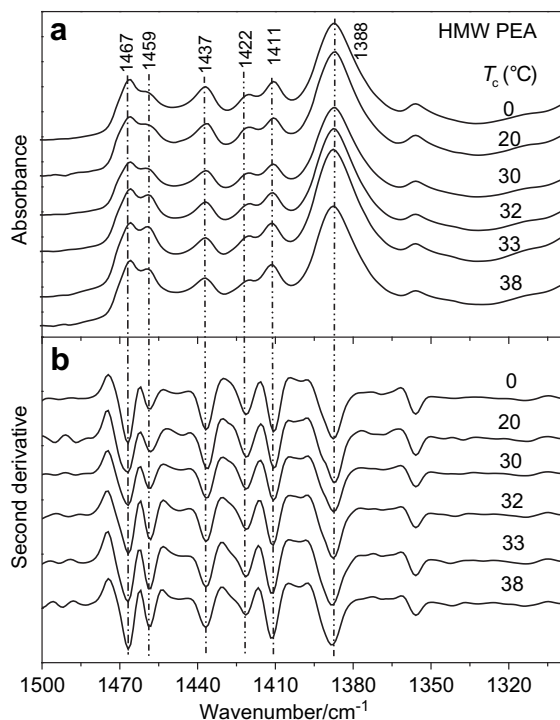 a
1467
1459
1437
1422
1411
1388
HMW PEA
Tc (°C)
0
20
30
32
33
38
Absorbance
b
0
20
30
32
33
38
Second derivative
1500 1470 1440 1410 1380 1350 1320
Wavenumber/cm-1